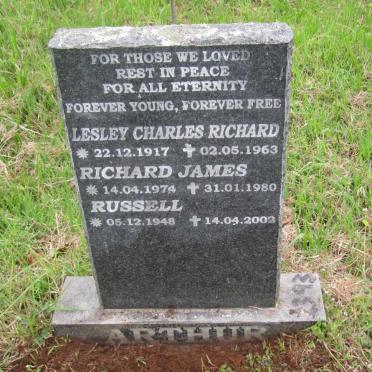 FOR THOSE WE LOVED
REST IN PEACE
FOR ALL ETERNITY
FOREVER YOUNG, FOREVER FREE
LESLEY CHARLES RICHARD
22.12.1917 02.05.1963
RICHARD JAMES
14.04.1974 31.01.1980
RUSSELL
05.12.1948 14.04.2002
ARTHUR